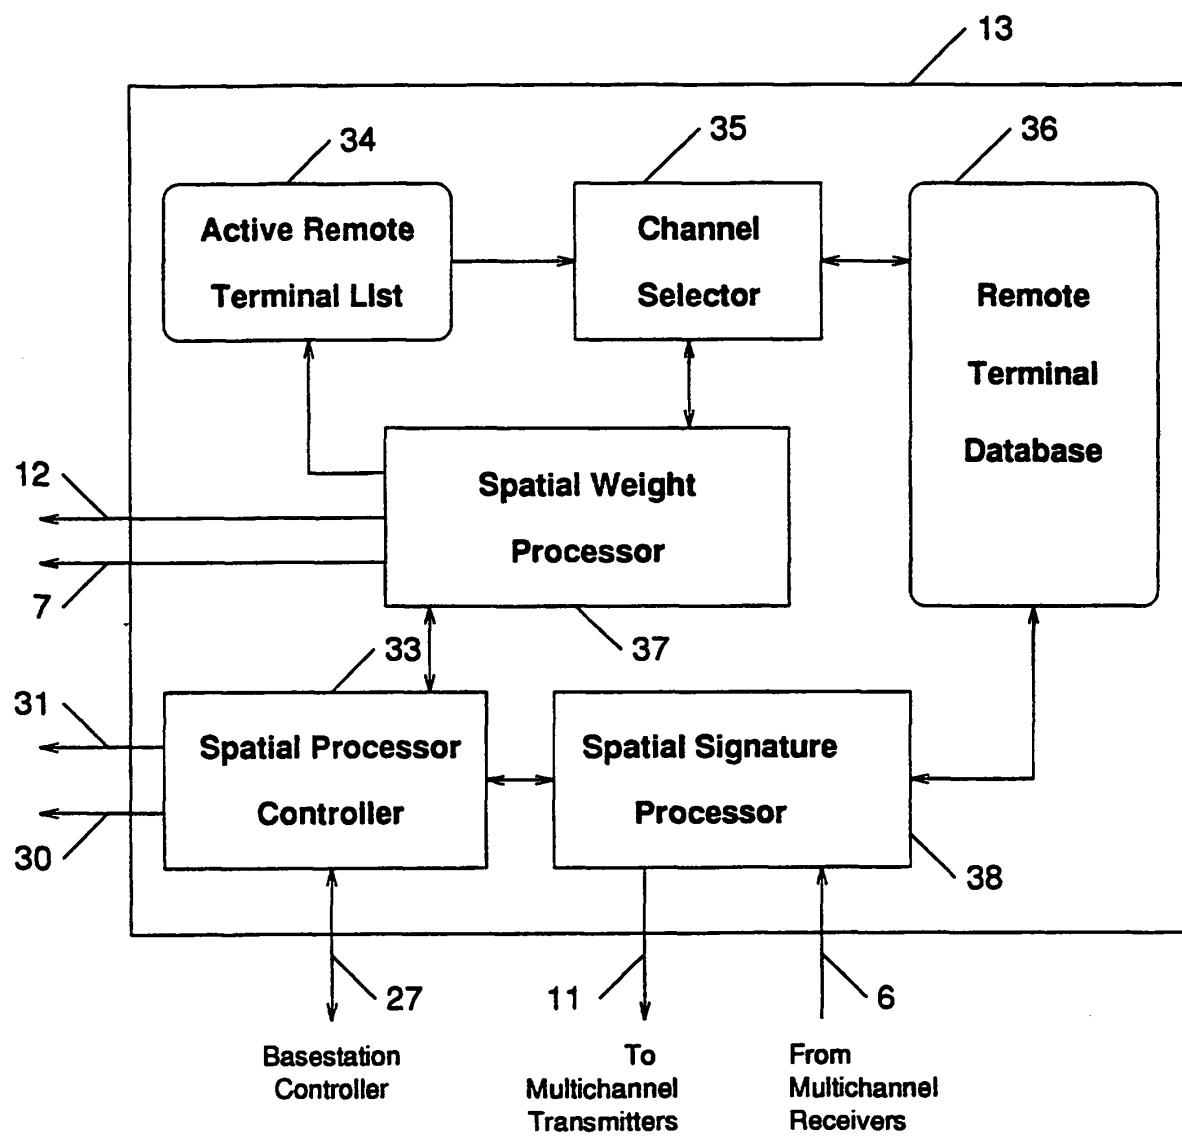 13
34
35
36
Active Remote
Terminal LIst
Channel
Selector
Remote
Terminal
Database
12
7
Spatial Weight
Processor
33
37
31
30
Spatial Processor
Controller
Spatial Signature
Processor
38
27
11
6
Basestation
Controller
To
Multichannel
Transmitters
From
Multichannel
Receivers